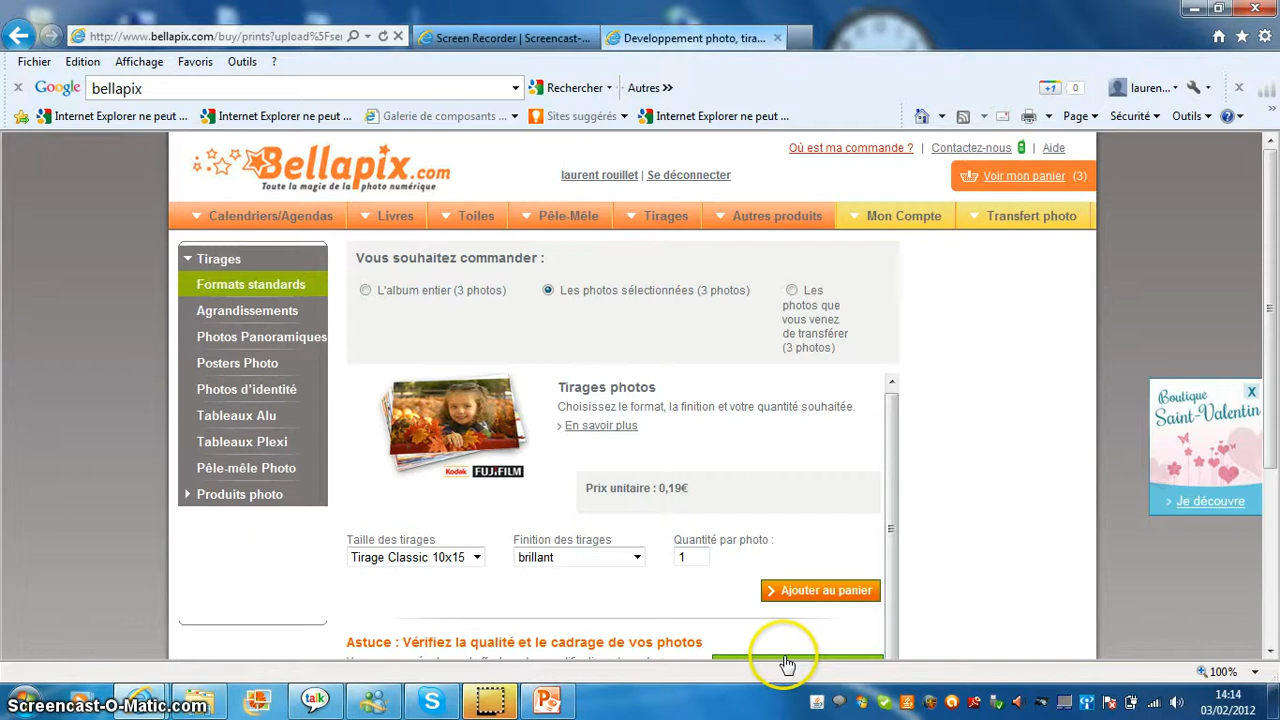 http://www.bellapix.com/buy/prints?upload%5Fse
Screen Recorder | Screencast-...
Developpement photo, tira...
Fichier Edition Affichage Favoris Outils ?
Google bellapix Rechercher Autres >> +1 0 lauren...
Internet Explorer ne peut ... Internet Explorer ne peut ... Galerie de composants ... Sites suggérés Internet Explorer ne peut ... Page Sécurité Outils
Où est ma commande ? | Contactez-nous | Aide
Bellapix.com
Toute la magie de la photo numérique
laurent rouillet | Se déconnecter
Voir mon panier (3)
Calendriers/Agendas Livres Toiles Pêle-Mêle Tirages Autres produits Mon Compte Transfert photo
Tirages
Formats standards
Agrandissements
Photos Panoramiques
Posters Photo
Photos d'identité
Tableaux Alu
Tableaux Plexi
Pêle-mêle Photo
Produits photo
Vous souhaitez commander :
L'album entier (3 photos)
Les photos sélectionnées (3 photos)
Les
photos que
vous venez
de transférer
(3 photos)
Tirages photos
Choisissez le format, la finition et votre quantité souhaitée.
En savoir plus
Kodak FUJIFILM
Prix unitaire : 0,19€
Taille des tirages Finition des tirages Quantité par photo :
Tirage Classic 10x15 brillant 1
Ajouter au panier
Astuce : Vérifiez la qualité et le cadrage de vos photos
Boutique
Saint-Valentin
X
> Je découvre
100%
talk
Screencast-O-Matic.com
14:14
03/02/2012